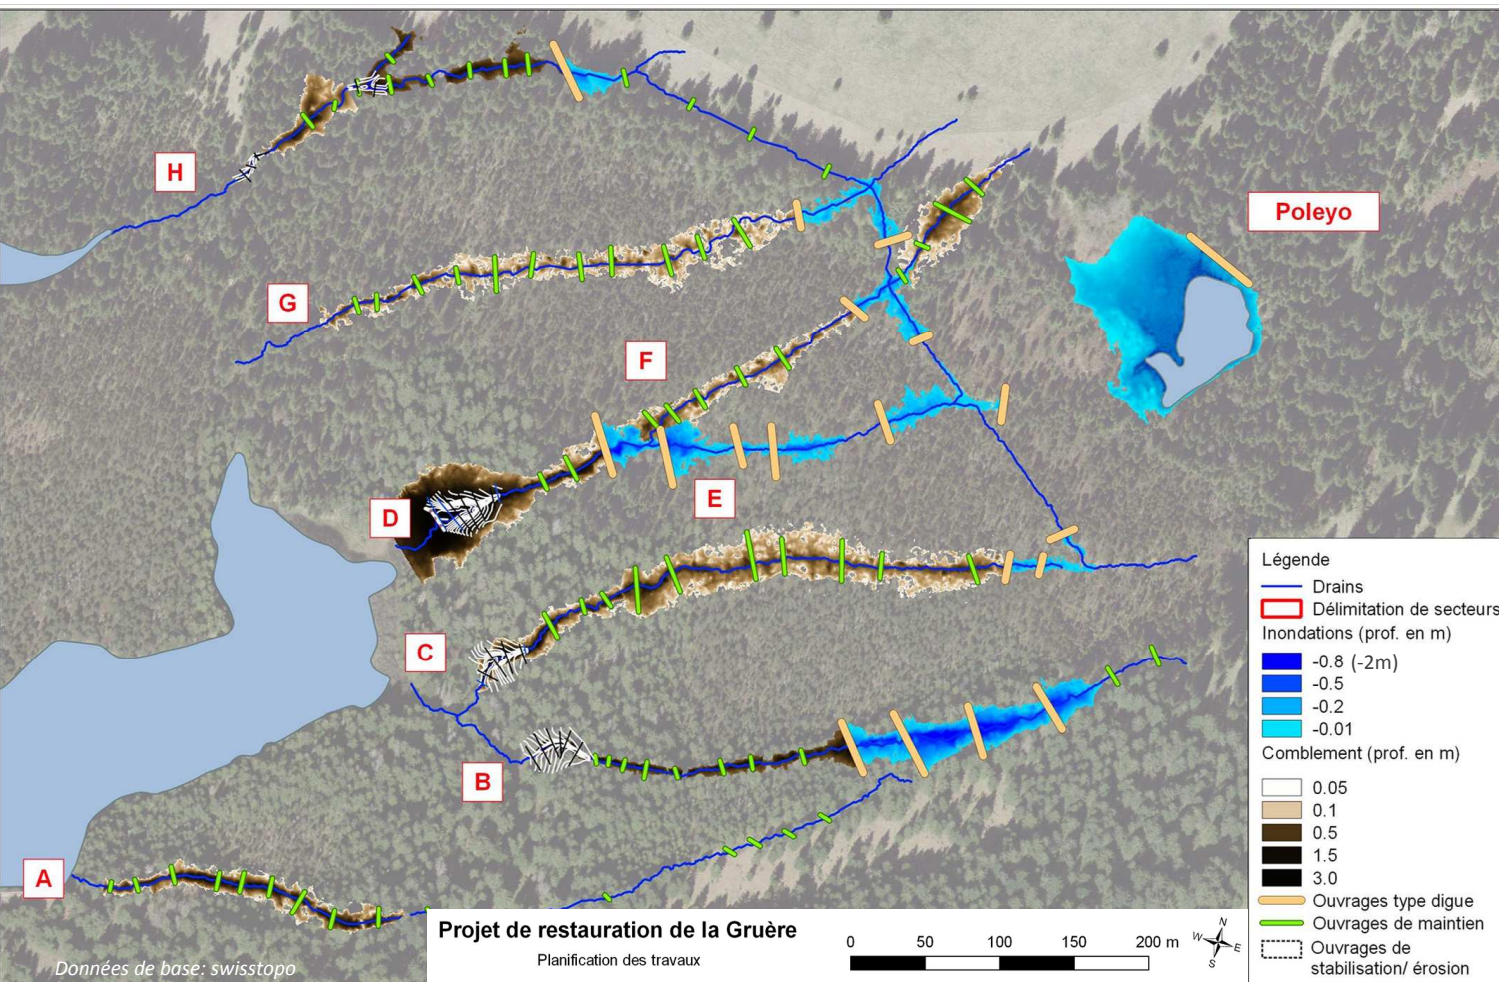 H
Poleyo
G
F
E
D
C
B
A
Légende
Drains
Délimitation de secteurs
Inondations (prof. en m)
-0.8 (-2m)
-0.5
-0.2
-0.01
Comblement (prof. en m)
0.05
0.1
0.5
1.5
3.0
Ouvrages type digue
Ouvrages de maintien
Ouvrages de
stabilisation/ érosion
Projet de restauration de la Gruère
Planification des travaux
0 50 100 150 200 m
N
W E
S
Données de base: swisstopo